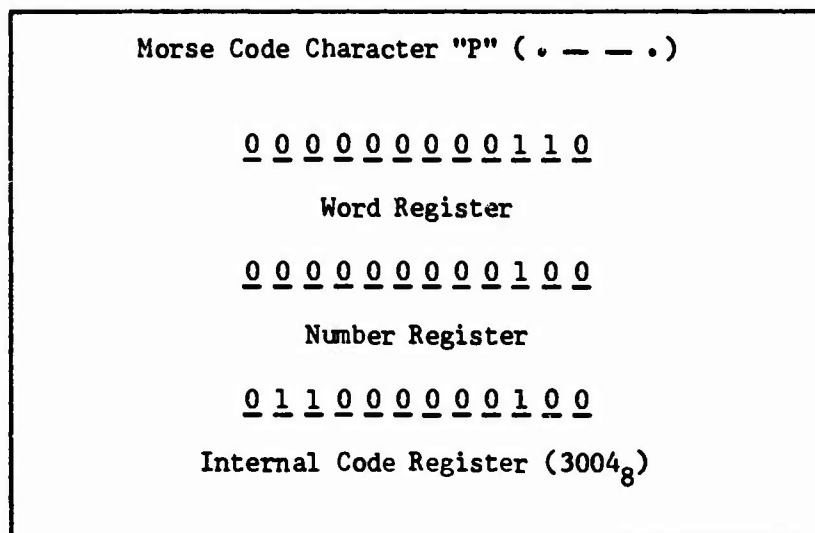 Morse Code Character "P" ( • — — • )
0 0 0 0 0 0 0 0 0 1 1 0
Word Register
0 0 0 0 0 0 0 0 0 1 0 0
Number Register
0 1 1 0 0 0 0 0 0 1 0 0
Internal Code Register (3004₈)